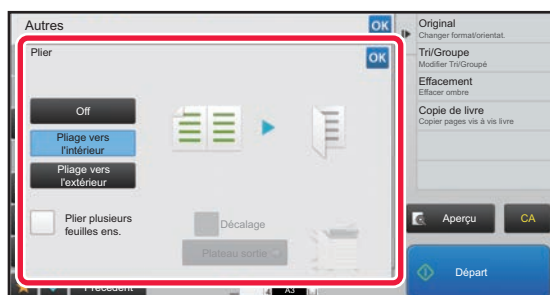 Autres
OK
Plier
OK
Off
Pliage vers
l'intérieur
Pliage vers
l'extérieur
Plier plusieurs
feuilles ens.
Décalage
Plateau sortie
Original
Changer format/orientat.
Tri/Groupe
Modifier Tri/Groupé
Effacement
Effacer ombre
Copie de livre
Copier pages vis à vis livre
Aperçu
CA
Départ
Précédent
4
A3